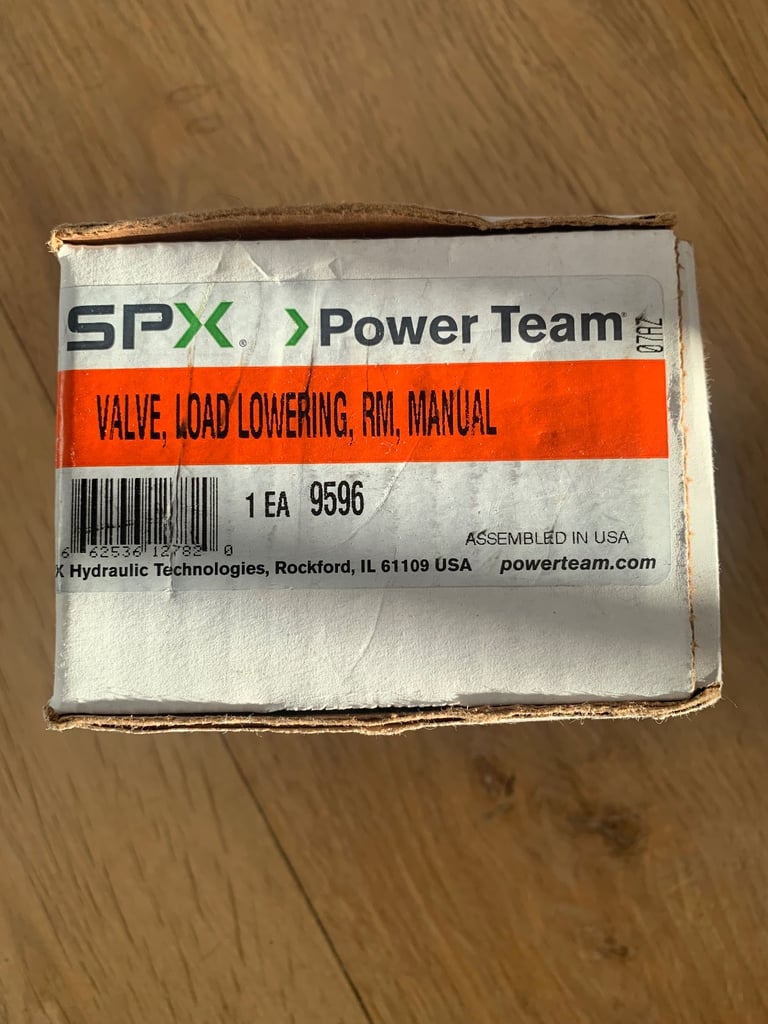 SPX® >Power Team®
07AZ
VALVE, LOAD LOWERING, RM, MANUAL
1 EA 9596
6 62536 12782 0
ASSEMBLED IN USA
X Hydraulic Technologies, Rockford, IL 61109 USA powerteam.com